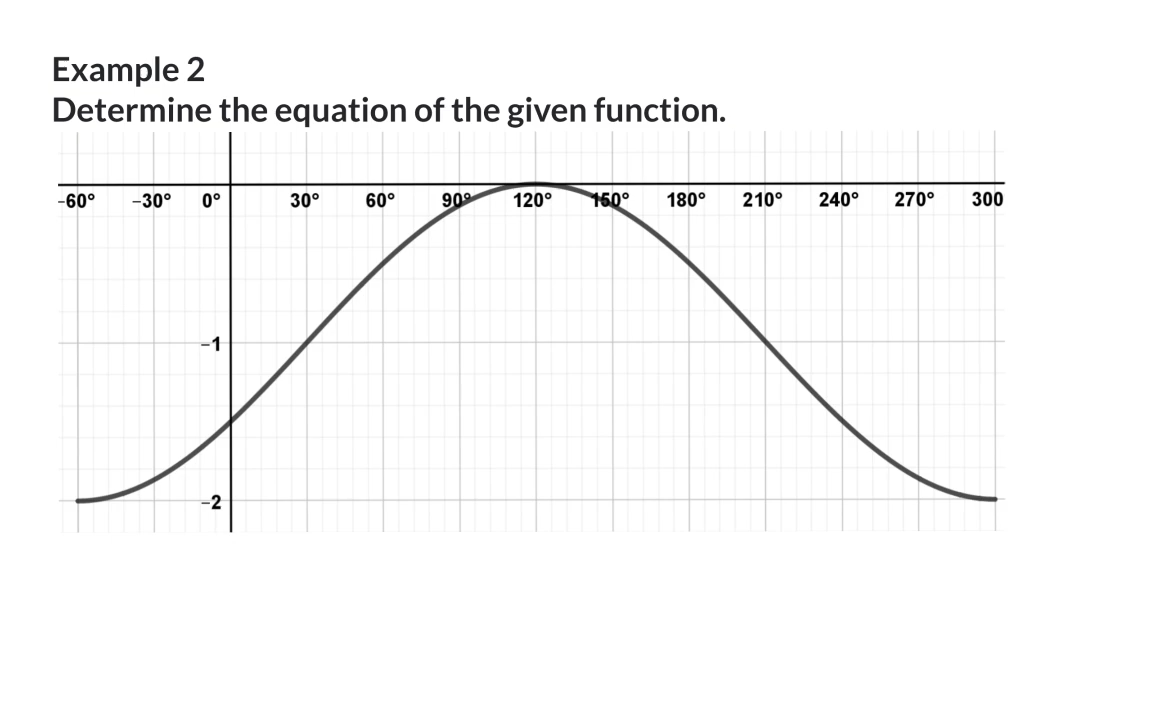 Example 2
Determine the equation of the given function.
-60° -30° 0° 30° 60° 90° 120° 150° 180° 210° 240° 270° 300
-1
-2